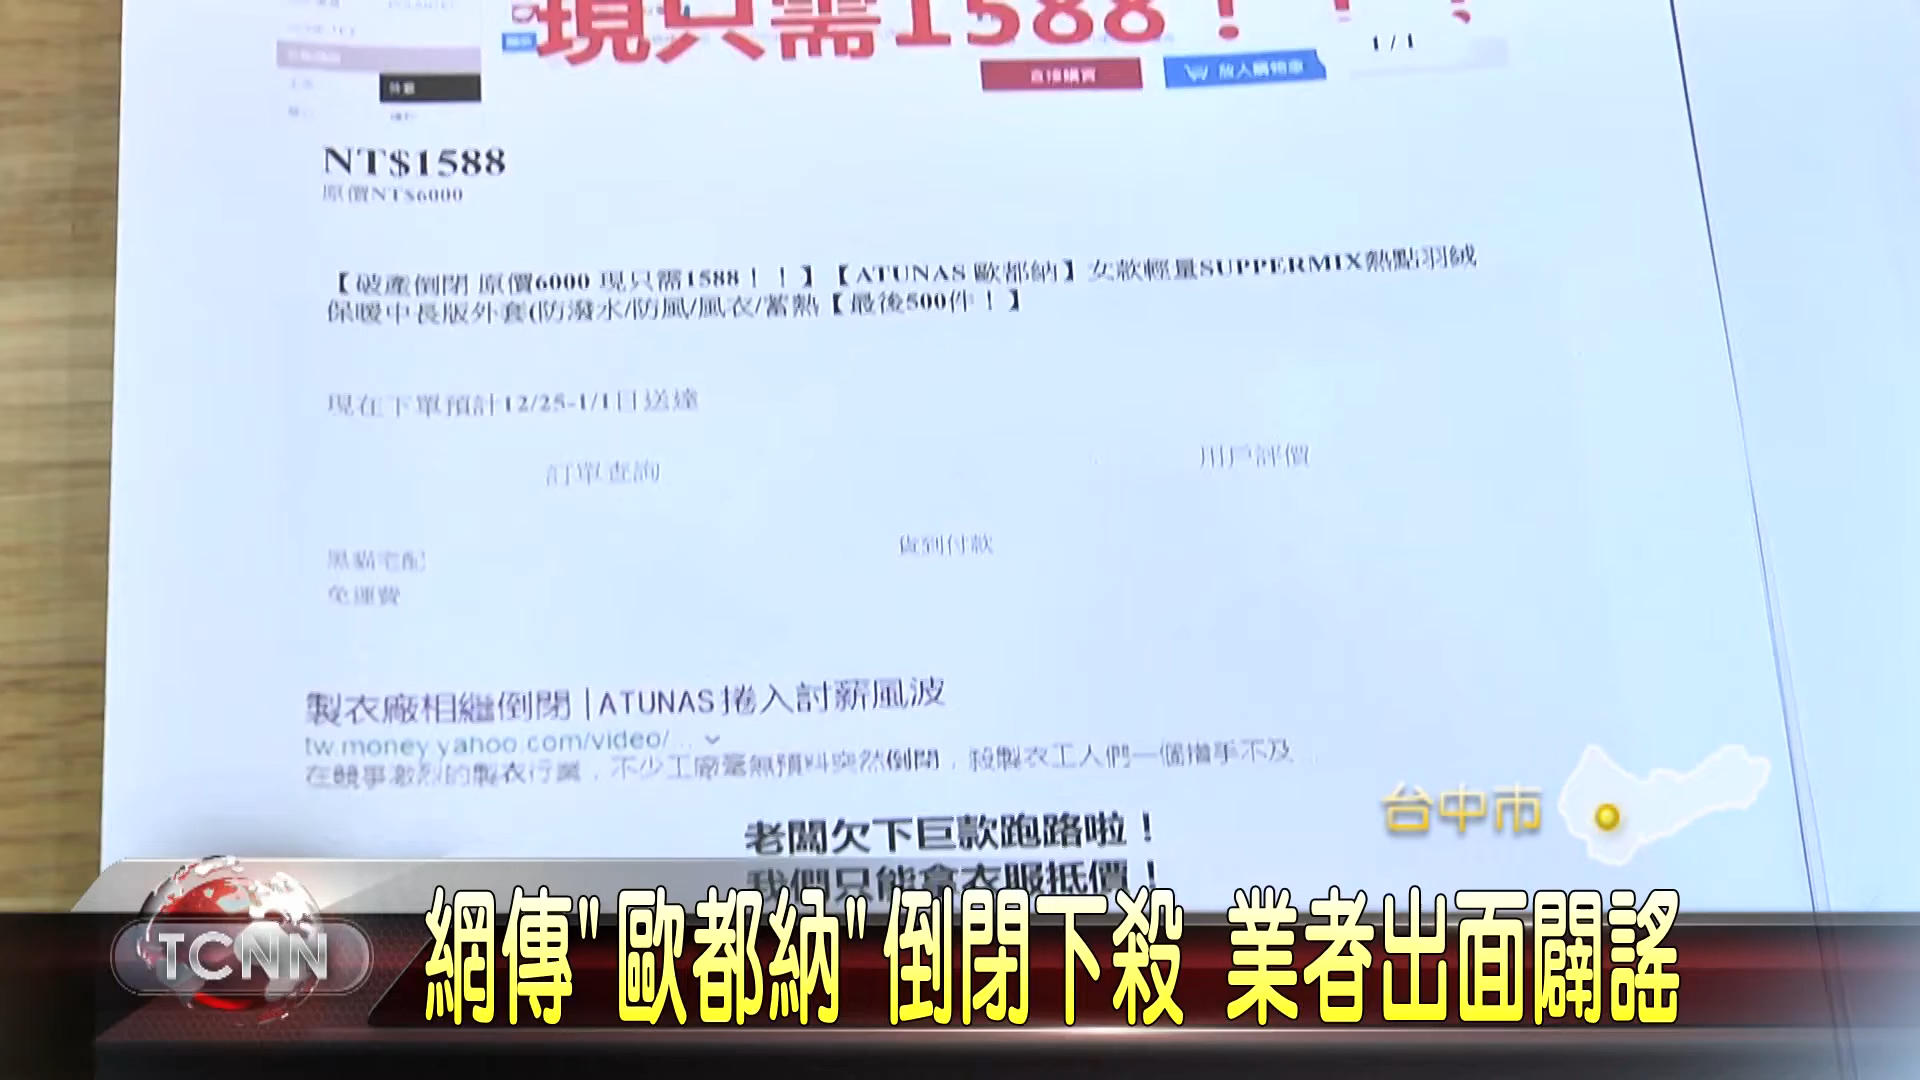 現只需1588！！！
直接購買
放入購物車
1 / 1
NT$1588
原價NT$6000
【破產倒閉 原價6000 現只需1588！！】【ATUNAS 歐都納】女款輕量SUPPERMIX熱點羽絨
保暖中長版外套(防潑水/防風/風衣/蓄熱【最後500件！】
現在下單預計12/25-1/1日送達
訂單查詢
用戶評價
貨到付款
黑貓宅配
免運費
製衣廠相繼倒閉 | ATUNAS捲入討薪風波
tw.money.yahoo.com/video/...
在競爭激烈的製衣行業，不少工廠毫無預料突然倒閉，殺製衣工人們一個措手不及 ...
老闆欠下巨款跑路啦！
我們只能拿衣服抵債！
台中市
TCNN
網傳"歐都納"倒閉下殺 業者出面闢謠